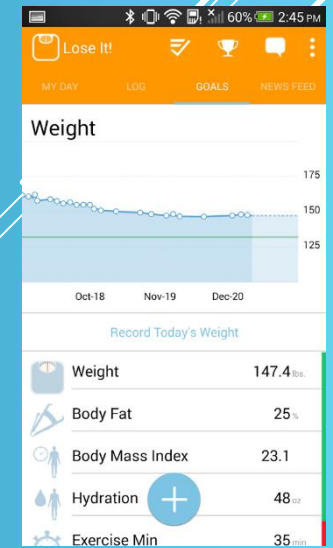 60% 2:45 PM
Lose It!
MY DAY LOG GOALS NEWS FEED
Weight
175
150
125
Oct-18 Nov-19 Dec-20
Record Today's Weight
Weight 147.4 lbs.
Body Fat 25 %
Body Mass Index 23.1
Hydration 48 oz
Exercise Min 35 min